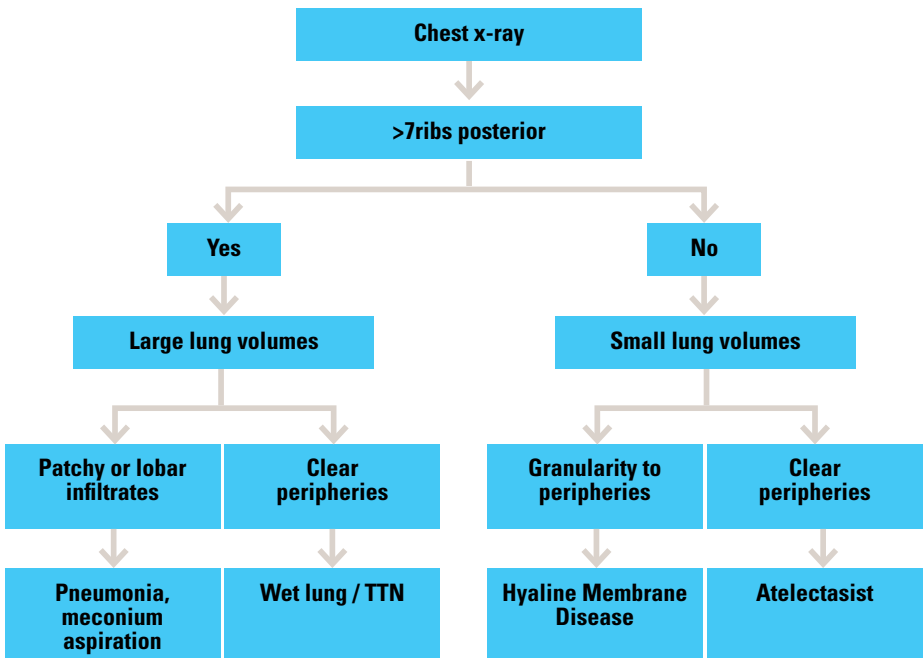 Chest x-ray
>7ribs posterior
Yes
No
Large lung volumes
Small lung volumes
Patchy or lobar
infiltrates
Clear
peripheries
Granularity to
peripheries
Clear
peripheries
Pneumonia,
meconium
aspiration
Wet lung / TTN
Hyaline Membrane
Disease
Atelectasist